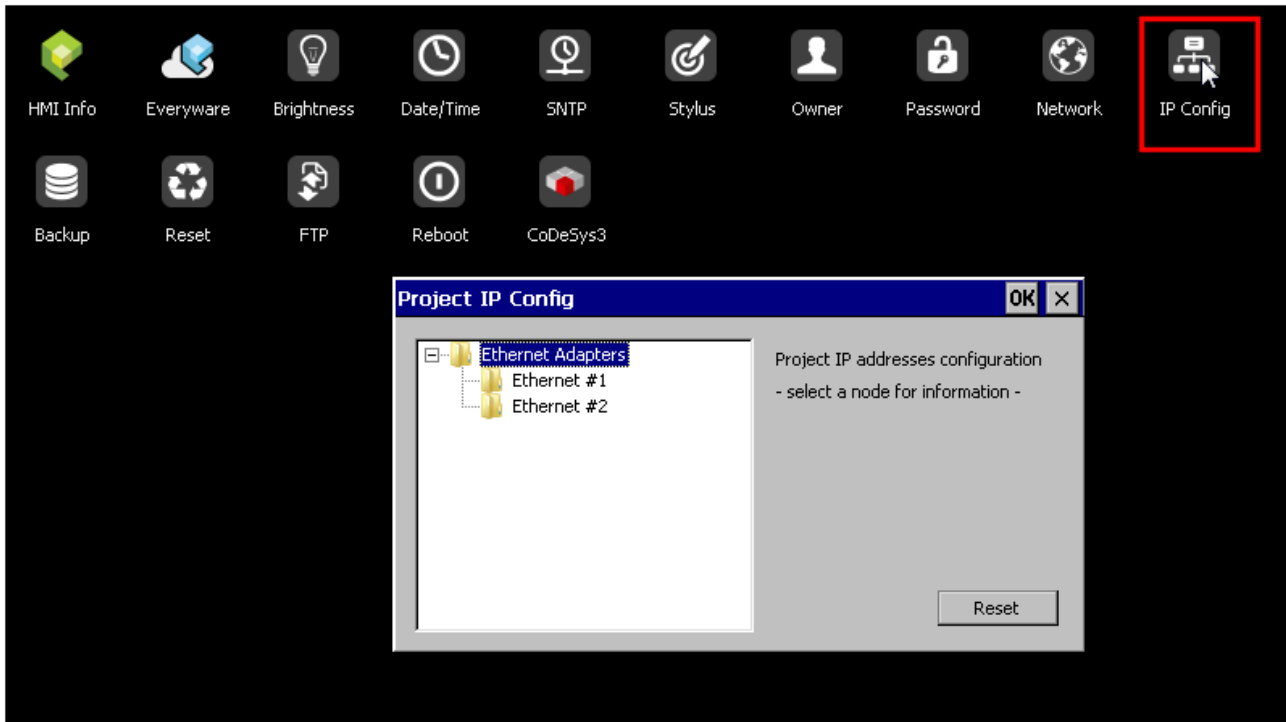 HMI Info Everyware Brightness Date/Time SNTP Stylus Owner Password Network IP Config
Backup Reset FTP Reboot CoDeSys3
Project IP Config OK
Ethernet Adapters
Ethernet #1
Ethernet #2
Project IP addresses configuration
- select a node for information -
Reset